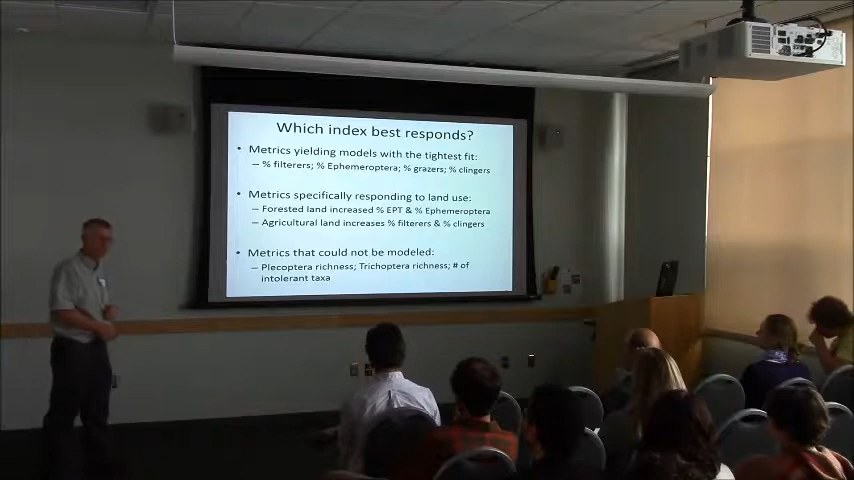 Which index best responds?
• Metrics yielding models with the tightest fit:
– % filterers; % Ephemeroptera; % grazers; % clingers
• Metrics specifically responding to land use:
– Forested land increased % EPT & % Ephemeroptera
– Agricultural land increases % filterers & % clingers
• Metrics that could not be modeled:
– Plecoptera richness; Trichoptera richness; # of
intolerant taxa